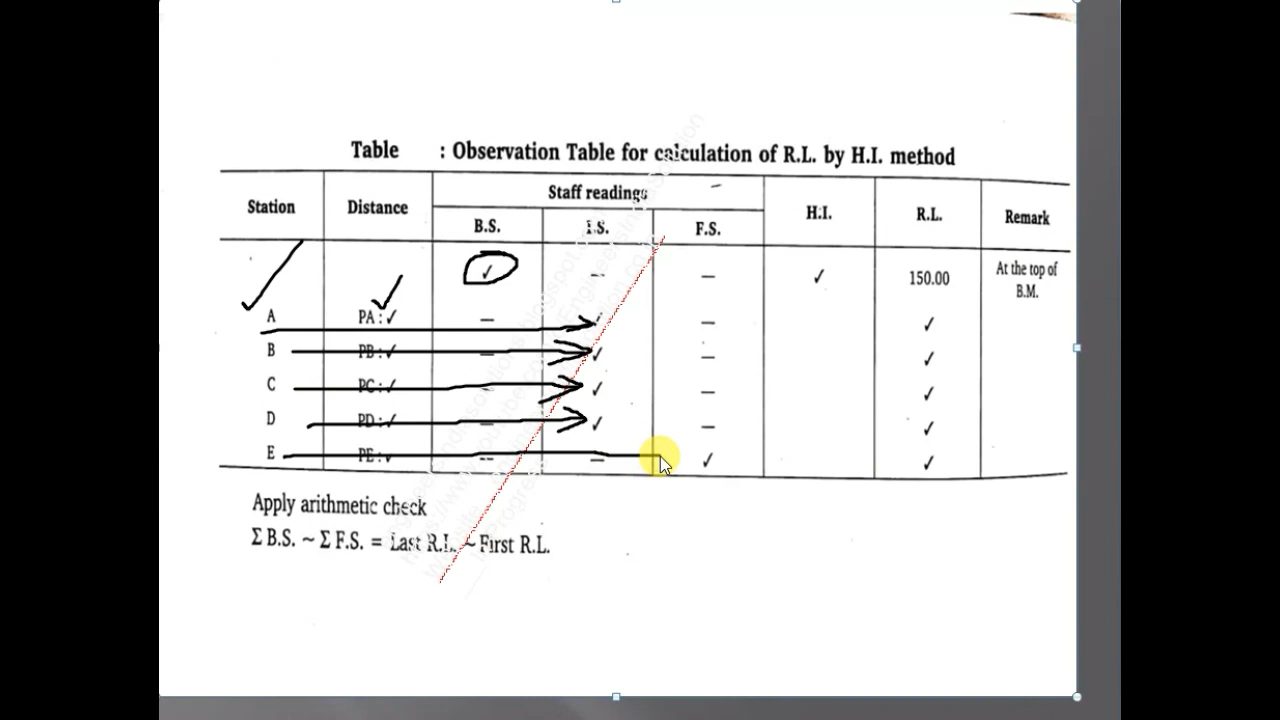 Table : Observation Table for calculation of R.L. by H.I. method
Station Distance Staff readings H.I. R.L. Remark
B.S. I.S. F.S.
✓ — — ✓ 150.00 At the top of B.M.
A PA : ✓ — ✓ — ✓
B PB : ✓ — ✓ — ✓
C PC : ✓ — ✓ — ✓
D PD : ✓ — ✓ — ✓
E PE : ✓ — — ✓ ✓
Apply arithmetic check
Σ B.S. ~ Σ F.S. = Last R.L. ~ First R.L.